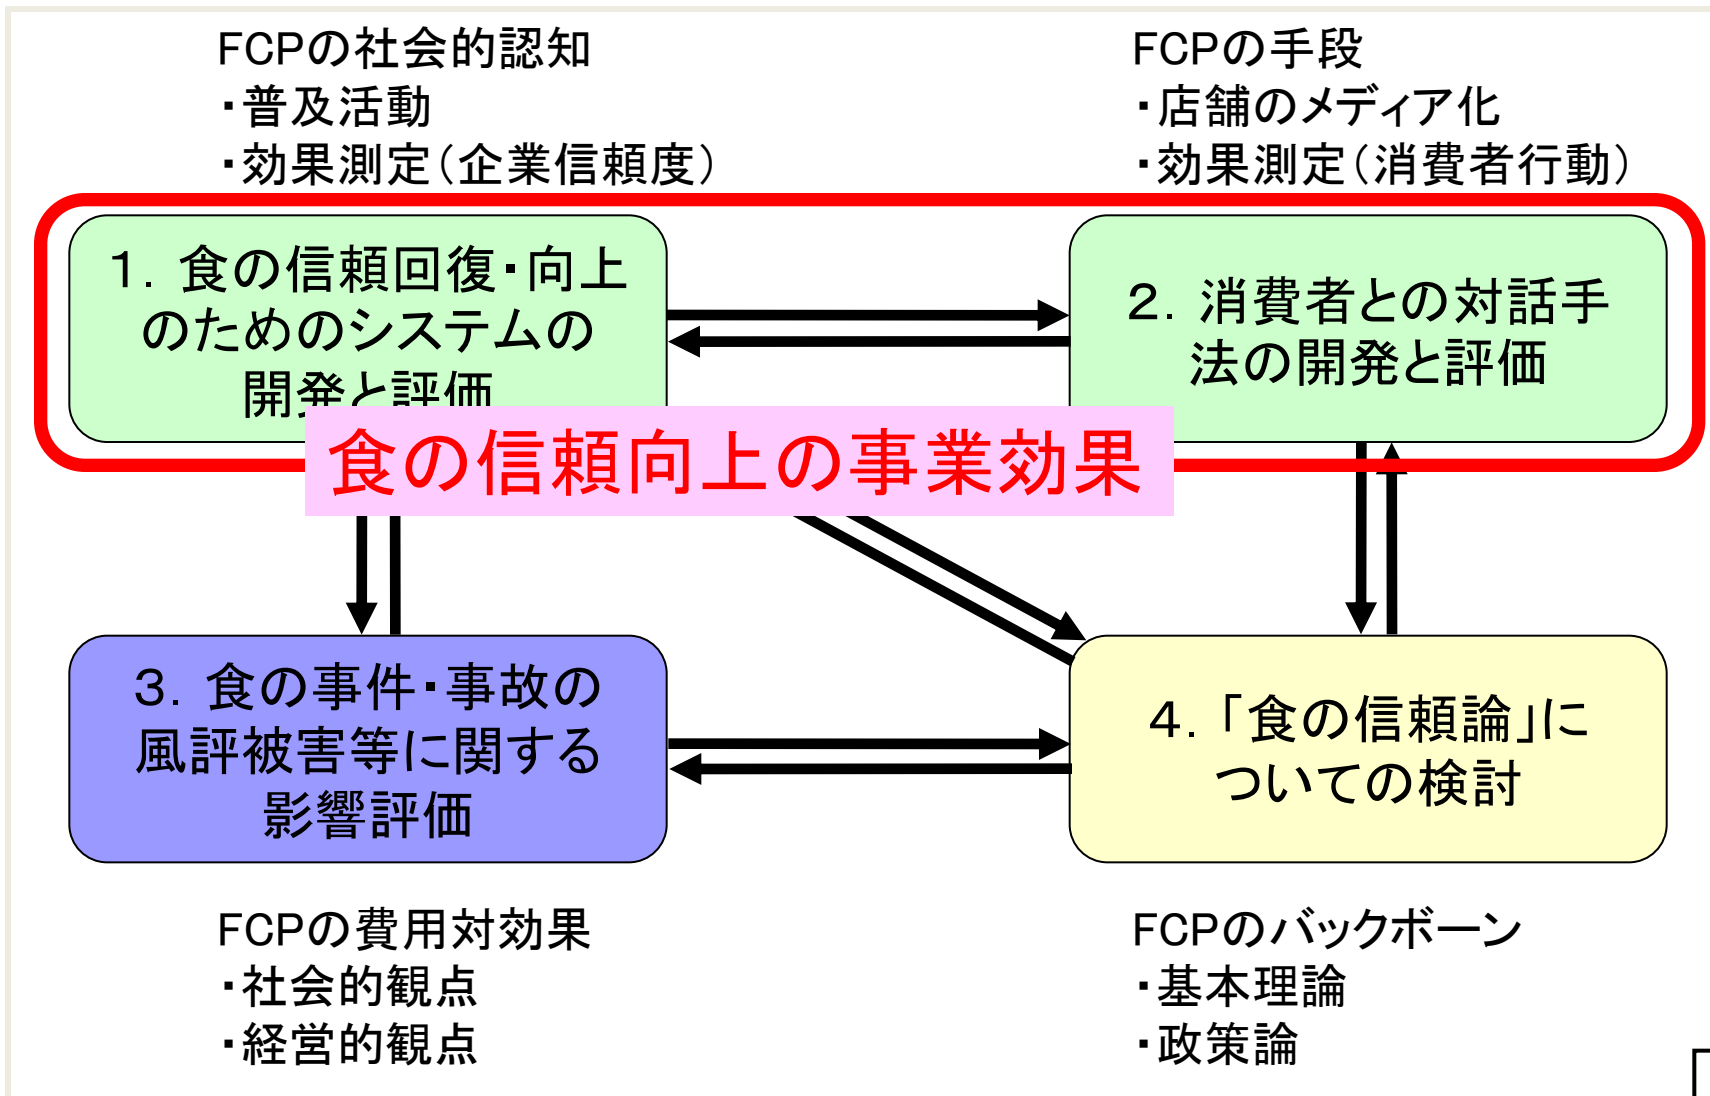 FCPの社会的認知
・普及活動
・効果測定（企業信頼度）
FCPの手段
・店舗のメディア化
・効果測定（消費者行動）
１．食の信頼回復・向上
のためのシステムの
開発と評価
２．消費者との対話手
法の開発と評価
食の信頼向上の事業効果
３．食の事件・事故の
風評被害等に関する
影響評価
４．「食の信頼論」に
ついての検討
FCPの費用対効果
・社会的観点
・経営的観点
FCPのバックボーン
・基本理論
・政策論